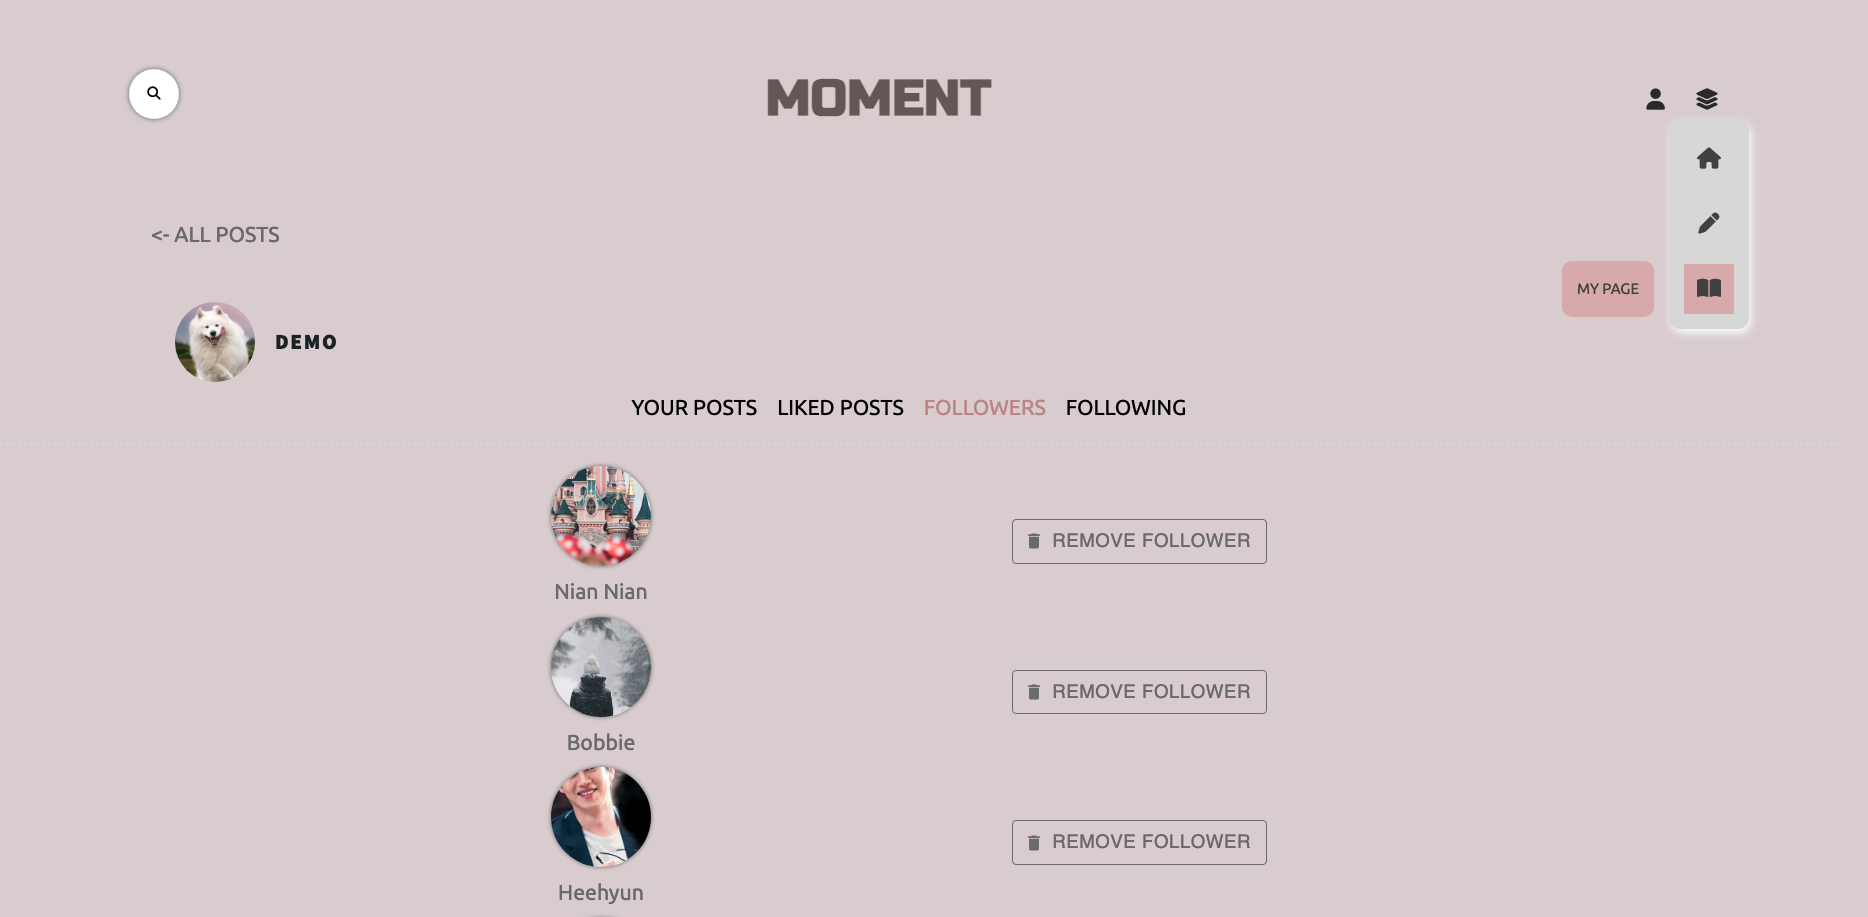 MOMENT
<- ALL POSTS
MY PAGE
DEMO
YOUR POSTS LIKED POSTS FOLLOWERS FOLLOWING
REMOVE FOLLOWER
Nian Nian
REMOVE FOLLOWER
Bobbie
REMOVE FOLLOWER
Heehyun